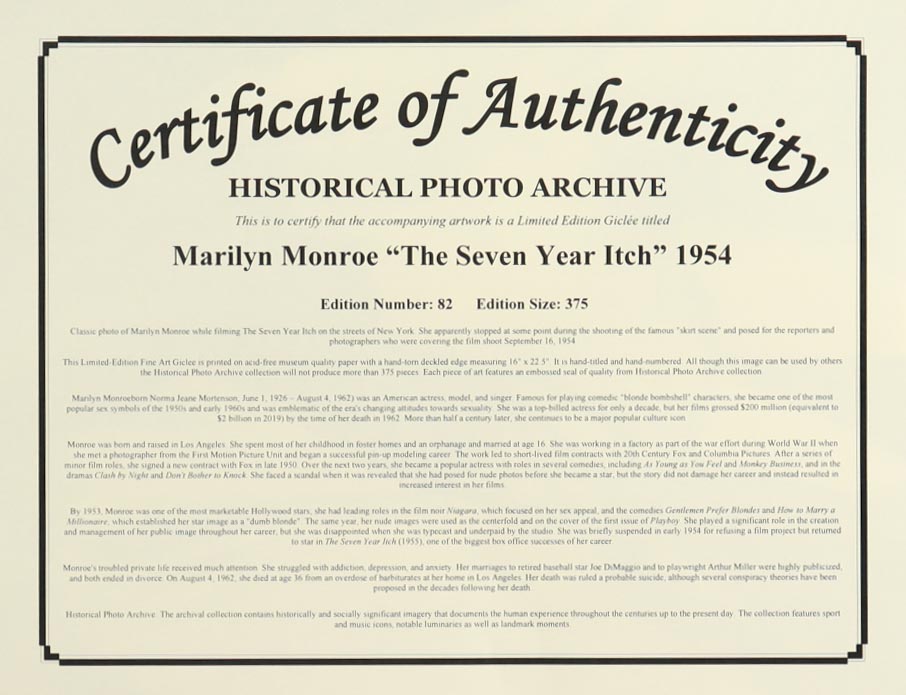 Certificate of Authenticity
HISTORICAL PHOTO ARCHIVE
This is to certify that the accompanying artwork is a Limited Edition Giclée titled
Marilyn Monroe “The Seven Year Itch” 1954
Edition Number: 82 Edition Size: 375
Classic photo of Marilyn Monroe while filming The Seven Year Itch on the streets of New York. She apparently stopped at some point during the shooting of the famous "skirt scene" and posed for the reporters and
photographers who were covering the film shoot September 16, 1954
This Limited-Edition Fine Art Giclee is printed on acid-free museum quality paper with a hand-torn deckled edge measuring 16" x 22.5". It is hand-titled and hand-numbered. All though this image can be used by others
the Historical Photo Archive collection will not produce more than 375 pieces. Each piece of art features an embossed seal of quality from Historical Photo Archive collection
Marilyn Monroeborn Norma Jeane Mortenson, June 1, 1926 – August 4, 1962) was an American actress, model, and singer. Famous for playing comedic "blonde bombshell" characters, she became one of the most
popular sex symbols of the 1950s and early 1960s and was emblematic of the era's changing attitudes towards sexuality. She was a top-billed actress for only a decade, but her films grossed $200 million (equivalent to
$2 billion in 2019) by the time of her death in 1962. More than half a century later, she continues to be a major popular culture icon.
Monroe was born and raised in Los Angeles. She spent most of her childhood in foster homes and an orphanage and married at age 16. She was working in a factory as part of the war effort during World War II when
she met a photographer from the First Motion Picture Unit and began a successful pin-up modeling career. The work led to short-lived film contracts with 20th Century Fox and Columbia Pictures. After a series of
minor film roles, she signed a new contract with Fox in late 1950. Over the next two years, she became a popular actress with roles in several comedies, including As Young as You Feel and Monkey Business, and in the
dramas Clash by Night and Don't Bother to Knock. She faced a scandal when it was revealed that she had posed for nude photos before she became a star, but the story did not damage her career and instead resulted in
increased interest in her films.
By 1953, Monroe was one of the most marketable Hollywood stars, she had leading roles in the film noir Niagara, which focused on her sex appeal, and the comedies Gentlemen Prefer Blondes and How to Marry a
Millionaire, which established her star image as a "dumb blonde". The same year, her nude images were used as the centerfold and on the cover of the first issue of Playboy. She played a significant role in the creation
and management of her public image throughout her career, but she was disappointed when she was typecast and underpaid by the studio. She was briefly suspended in early 1954 for refusing a film project but returned
to star in The Seven Year Itch (1955), one of the biggest box office successes of her career.
Monroe's troubled private life received much attention. She struggled with addiction, depression, and anxiety. Her marriages to retired baseball star Joe DiMaggio and to playwright Arthur Miller were highly publicized,
and both ended in divorce. On August 4, 1962, she died at age 36 from an overdose of barbiturates at her home in Los Angeles. Her death was ruled a probable suicide, although several conspiracy theories have been
proposed in the decades following her death.
Historical Photo Archive. The archival collection contains historically and socially significant imagery that documents the human experience throughout the centuries up to the present day. The collection features sport
and music icons, notable luminaries as well as landmark moments.